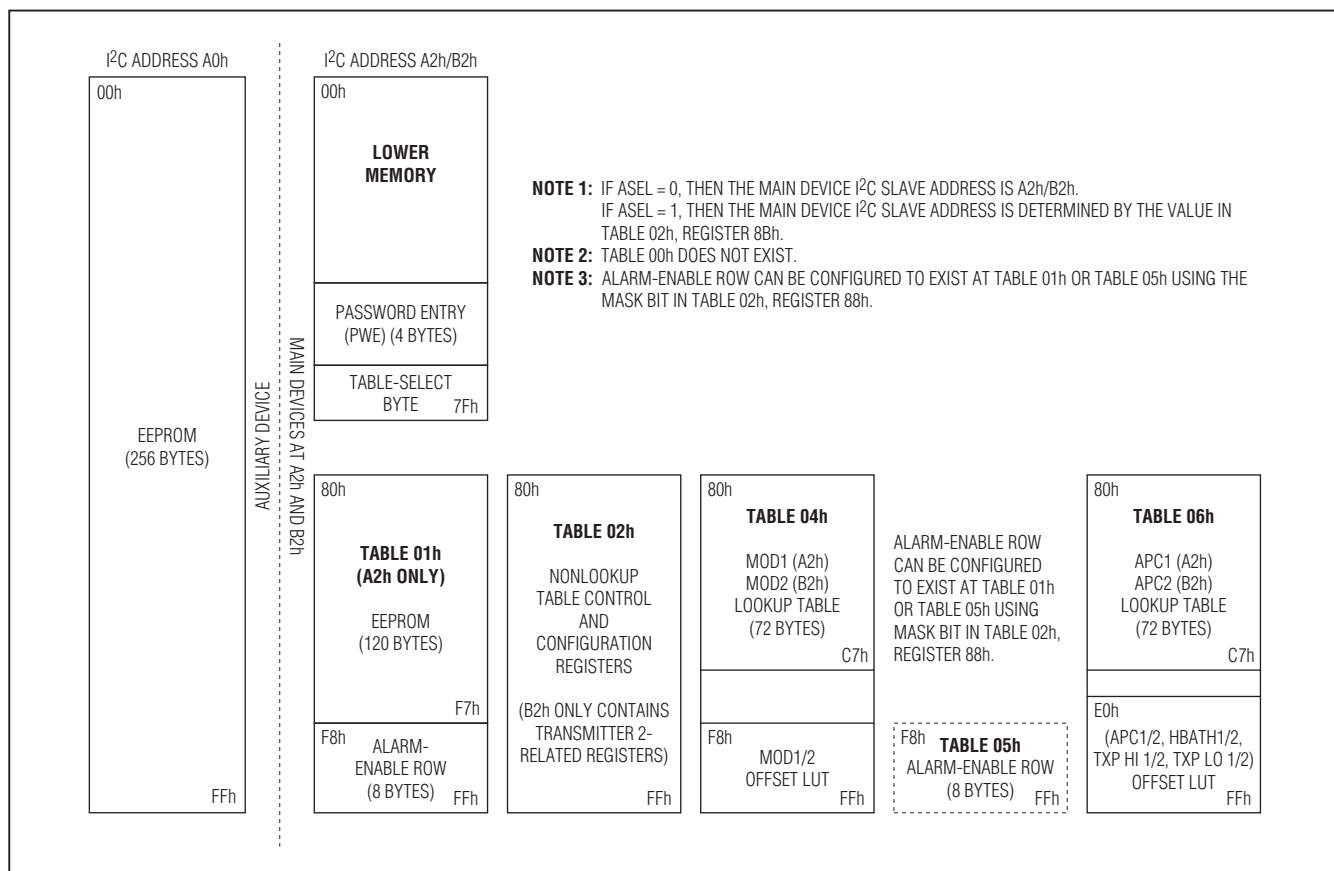 I2C ADDRESS A0h
00h
EEPROM
(256 BYTES)
FFh
AUXILIARY DEVICE
MAIN DEVICES AT A2h AND B2h
I2C ADDRESS A2h/B2h
00h
LOWER
MEMORY
PASSWORD ENTRY
(PWE) (4 BYTES)
TABLE-SELECT
BYTE
7Fh
NOTE 1: IF ASEL = 0, THEN THE MAIN DEVICE I2C SLAVE ADDRESS IS A2h/B2h.
IF ASEL = 1, THEN THE MAIN DEVICE I2C SLAVE ADDRESS IS DETERMINED BY THE VALUE IN
TABLE 02h, REGISTER 8Bh.
NOTE 2: TABLE 00h DOES NOT EXIST.
NOTE 3: ALARM-ENABLE ROW CAN BE CONFIGURED TO EXIST AT TABLE 01h OR TABLE 05h USING THE
MASK BIT IN TABLE 02h, REGISTER 88h.
80h
TABLE 01h
(A2h ONLY)
EEPROM
(120 BYTES)
F7h
F8h
ALARM-
ENABLE ROW
(8 BYTES)
FFh
80h
TABLE 02h
NONLOOKUP
TABLE CONTROL
AND
CONFIGURATION
REGISTERS
(B2h ONLY CONTAINS
TRANSMITTER 2-
RELATED REGISTERS)
FFh
80h
TABLE 04h
MOD1 (A2h)
MOD2 (B2h)
LOOKUP TABLE
(72 BYTES)
C7h
F8h
MOD1/2
OFFSET LUT
FFh
ALARM-ENABLE ROW
CAN BE CONFIGURED
TO EXIST AT TABLE 01h
OR TABLE 05h USING
MASK BIT IN TABLE 02h,
REGISTER 88h.
F8h
TABLE 05h
ALARM-ENABLE ROW
(8 BYTES)
FFh
80h
TABLE 06h
APC1 (A2h)
APC2 (B2h)
LOOKUP TABLE
(72 BYTES)
C7h
E0h
(APC1/2, HBATH1/2,
TXP HI 1/2, TXP LO 1/2)
OFFSET LUT
FFh